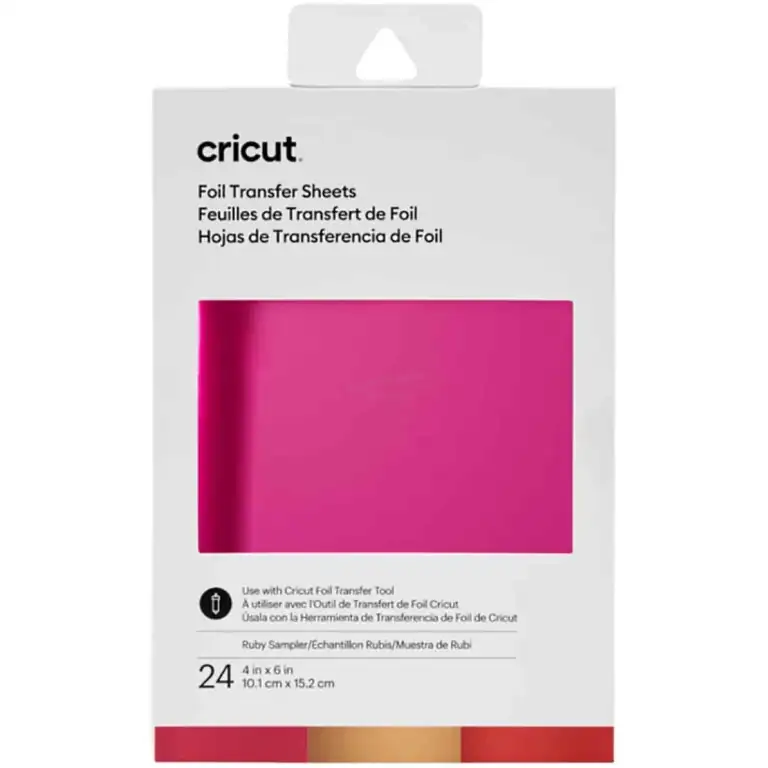 cricut
Foil Transfer Sheets
Feuilles de Transfert de Foil
Hojas de Transferencia de Foil
Use with Cricut Foil Transfer Tool
À utiliser avec l'Outil de Transfert de Foil Cricut
Úsala con la Herramienta de Transferencia de Foil de Cricut
Ruby Sampler/Échantillon Rubis/Muestra de Rubí
24 4 in x 6 in
10.1 cm x 15.2 cm